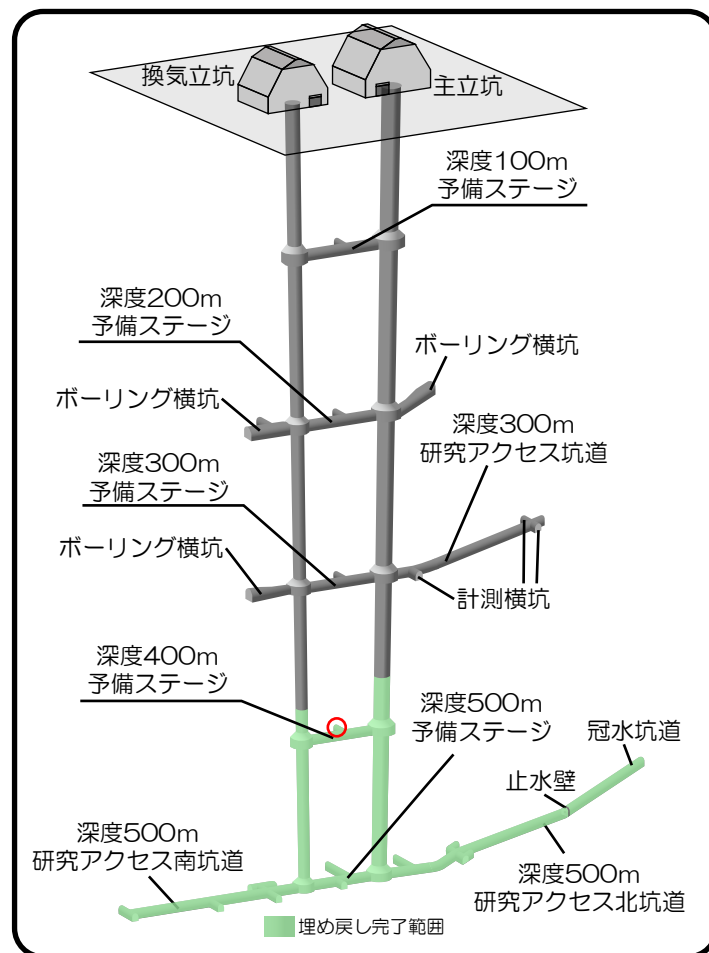 換気立坑
主立坑
深度100m
予備ステージ
深度200m
予備ステージ
ボーリング横坑
ボーリング横坑
深度300m
研究アクセス坑道
深度300m
予備ステージ
ボーリング横坑
計測横坑
深度400m
予備ステージ
深度500m
予備ステージ
冠水坑道
止水壁
深度500m
研究アクセス南坑道
深度500m
研究アクセス北坑道
埋め戻し完了範囲